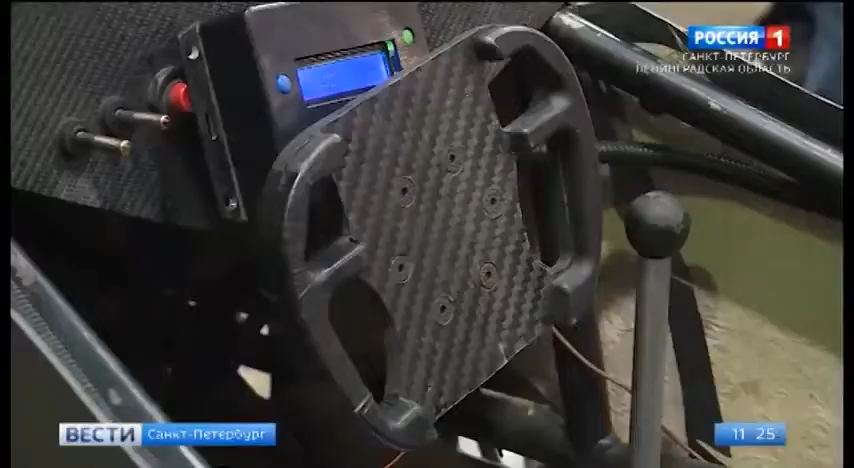 РОССИЯ 1
САНКТ-ПЕТЕРБУРГ
ЛЕНИНГРАДСКАЯ ОБЛАСТЬ
ВЕСТИ Санкт-Петербург
11 25